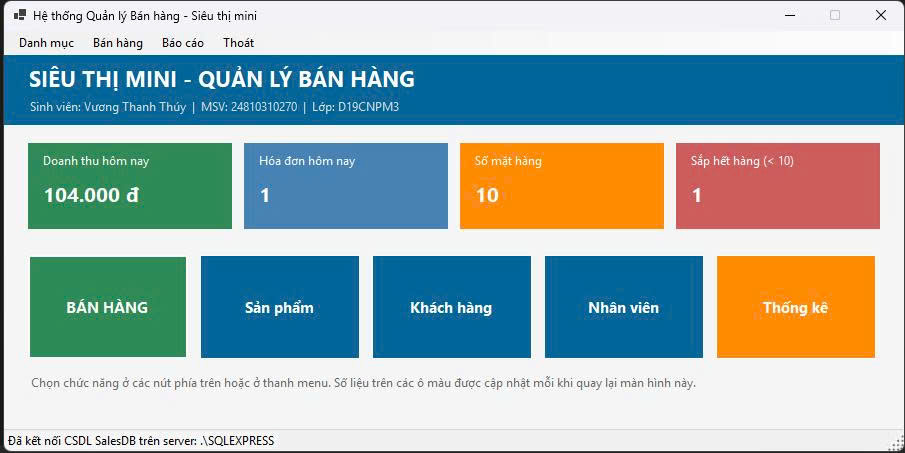 Hệ thống Quản lý Bán hàng - Siêu thị mini
Danh mục Bán hàng Báo cáo Thoát
SIÊU THỊ MINI - QUẢN LÝ BÁN HÀNG
Sinh viên: Vương Thanh Thúy | MSV: 24810310270 | Lớp: D19CNPM3
Doanh thu hôm nay Hóa đơn hôm nay Số mặt hàng Sắp hết hàng (< 10)
104.000 đ 1 10 1
BÁN HÀNG Sản phẩm Khách hàng Nhân viên Thống kê
Chọn chức năng ở các nút phía trên hoặc ở thanh menu. Số liệu trên các ô màu được cập nhật mỗi khi quay lại màn hình này.
Đã kết nối CSDL SalesDB trên server: .\SQLEXPRESS